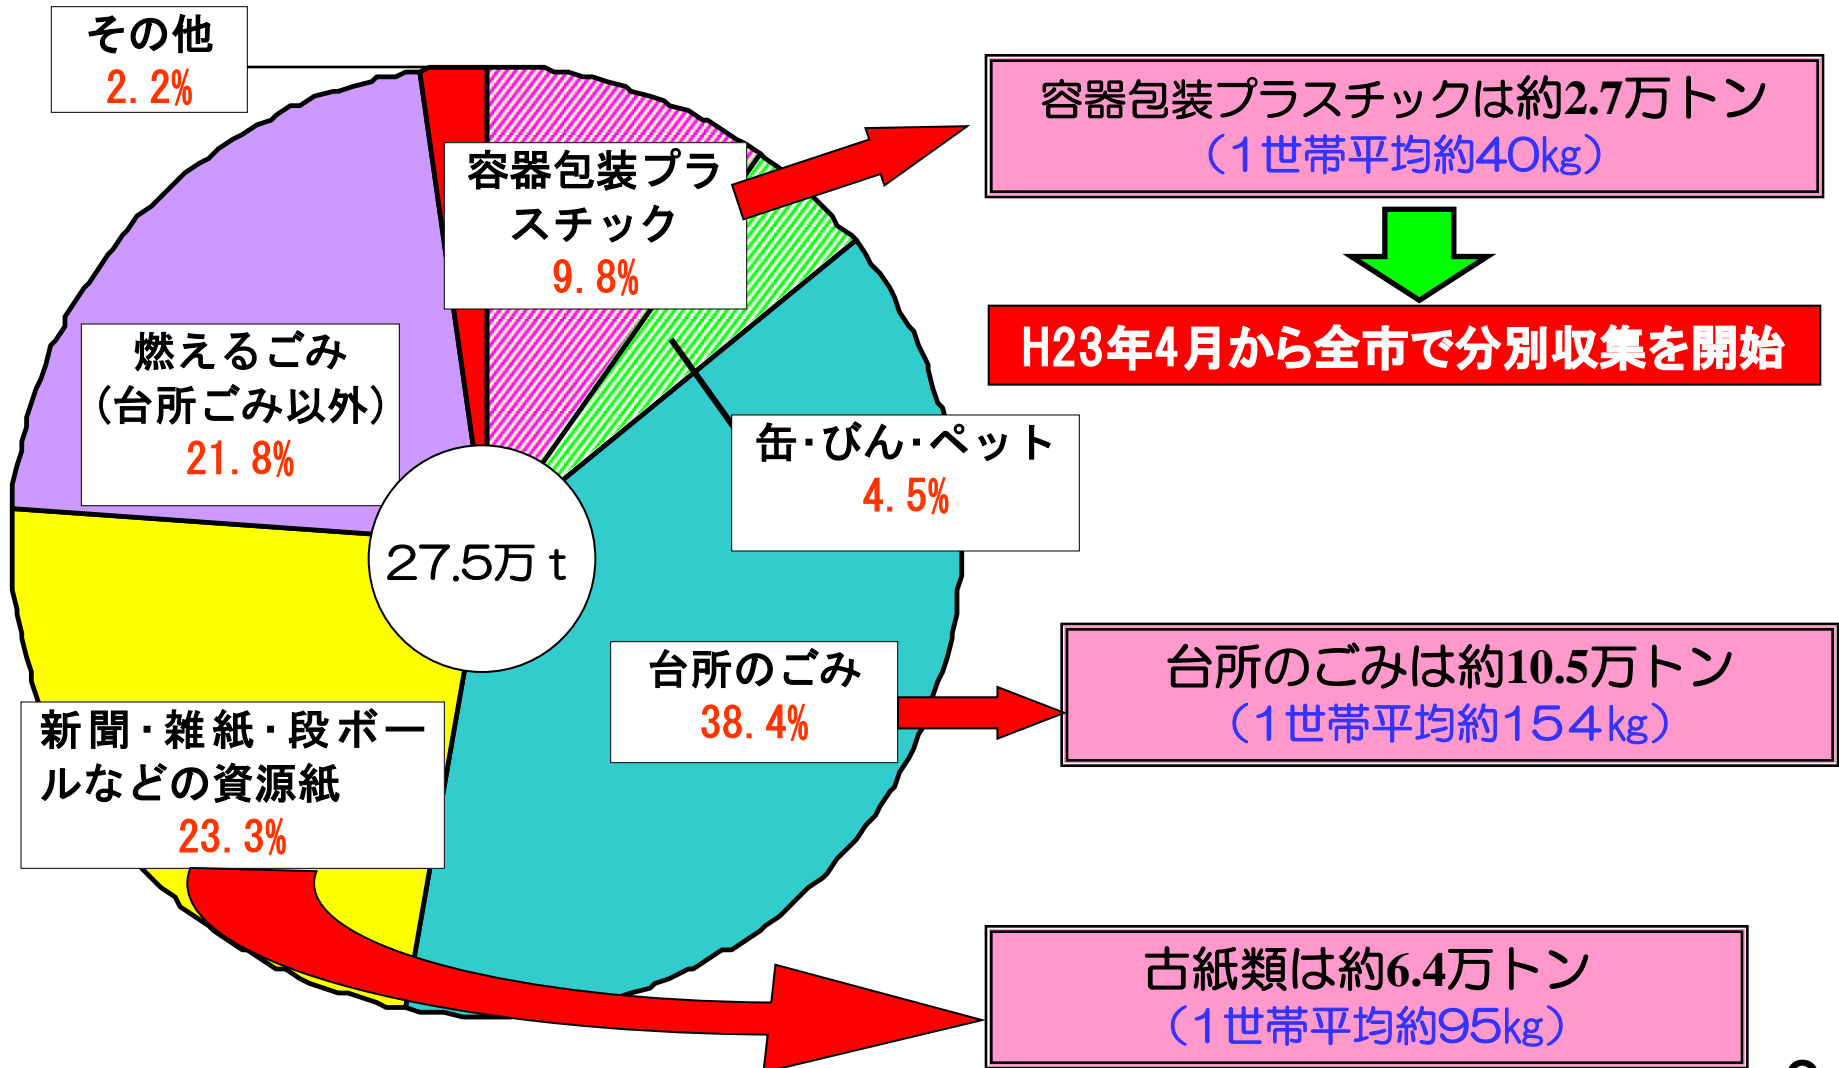 その他
2.2%
容器包装プラ
スチック
9.8%
容器包装プラスチックは約2.7万トン
（1世帯平均約40kg）
H23年4月から全市で分別収集を開始
燃えるごみ
（台所ごみ以外）
21.8%
缶・びん・ペット
4.5%
27.5万ｔ
台所のごみ
38.4%
台所のごみは約10.5万トン
（1世帯平均約154kg）
新聞・雑紙・段ボー
ルなどの資源紙
23.3%
古紙類は約6.4万トン
（1世帯平均約95kg）